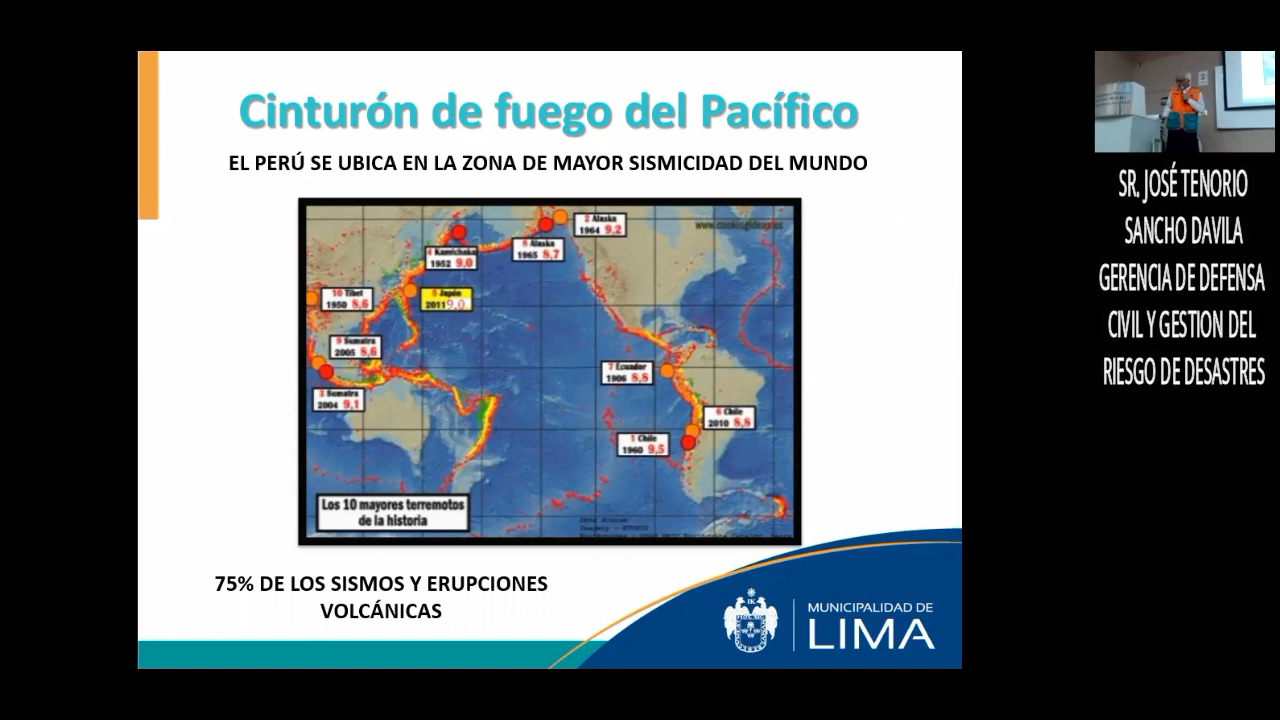 Cinturón de fuego del Pacífico
EL PERÚ SE UBICA EN LA ZONA DE MAYOR SISMICIDAD DEL MUNDO
2 Alaska
1964 9,2
8 Alaska
1965 8,7
4 Kamchatka
1952 9,0
10 Tibet
1950 8,6
5 Japón
2011 9,0
9 Sumatra
2005 8,6
3 Sumatra
2004 9,1
7 Ecuador
1906 8,8
6 Chile
2010 8,8
1 Chile
1960 9,5
Los 10 mayores terremotos
de la historia
75% DE LOS SISMOS Y ERUPCIONES
VOLCÁNICAS
MUNICIPALIDAD DE
LIMA
SR. JOSÉ TENORIO
SANCHO DAVILA
GERENCIA DE DEFENSA
CIVIL Y GESTION DEL
RIESGO DE DESASTRES